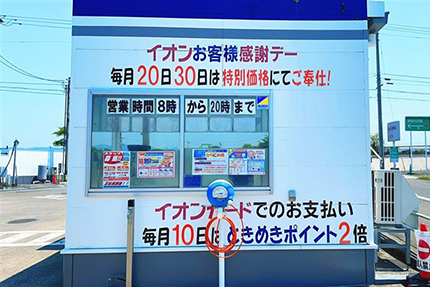 イオンお客様感謝デー
毎月20日30日は特別価格にてご奉仕!
営業時間8時から20時まで
イオンカードでのお支払い
毎月10日はときめきポイント2倍